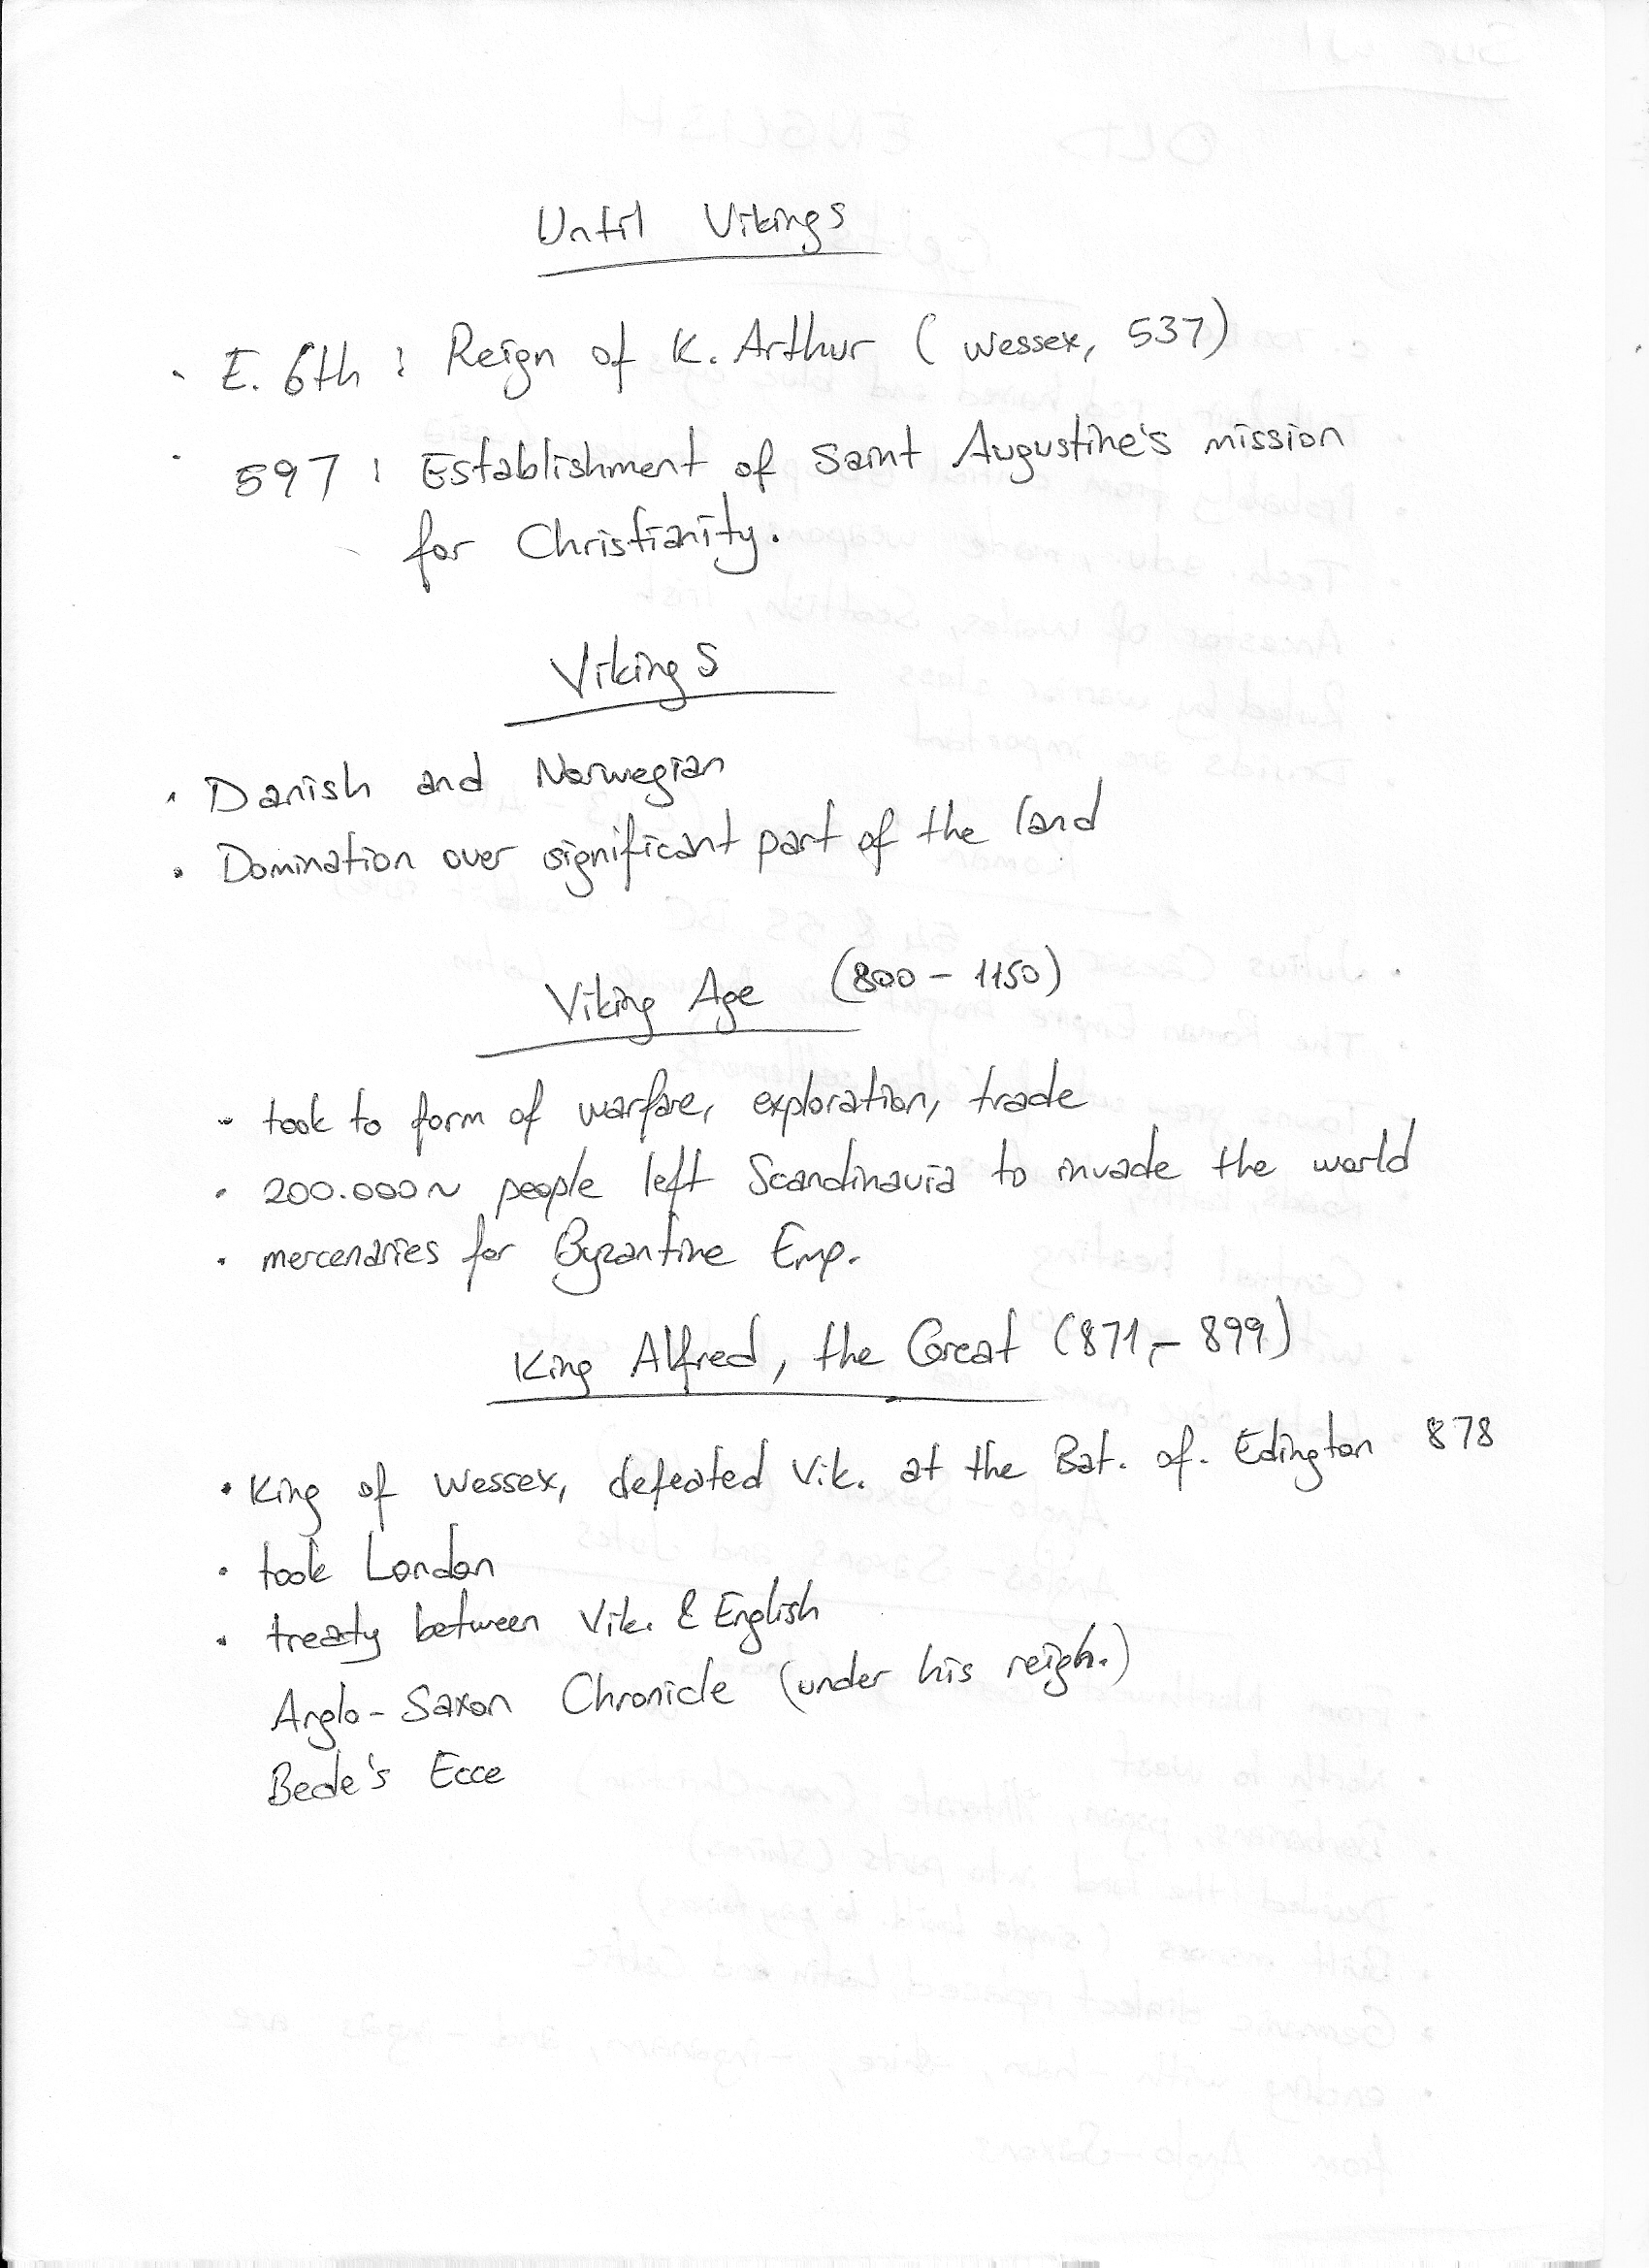 Until Vikings
- E. 6th : Reign of K. Arthur ( Wessex, 537)
- 597 : Establishment of Saint Augustine's mission
for Christianity.
Vikings
• Danish and Norwegian
• Domination over significant part of the land
Viking Age (800 - 1150)
- took to form of warfare, exploration, trade
• 200.000~ people left Scandinavia to invade the world
• mercenaries for Byzantine Emp.
King Alfred, the Great (871 - 899)
• King of Wessex, defeated Vik. at the Bat. of. Edington 878
• took London
• treaty between Vik. & English
Anglo-Saxon Chronicle (under his reigh.)
Bede's Ecce